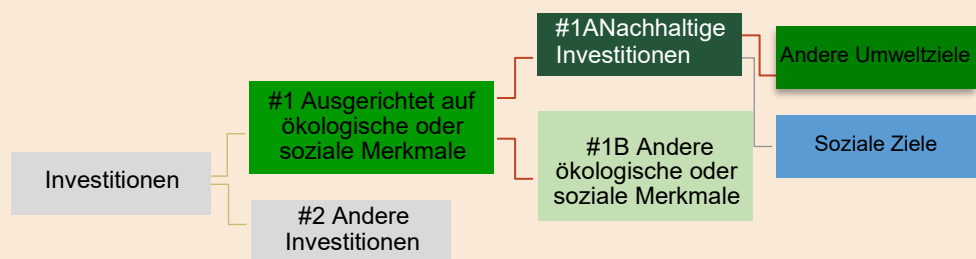 Investitionen
#1 Ausgerichtet auf
ökologische oder
soziale Merkmale
#2 Andere
Investitionen
#1ANachhaltige
Investitionen
#1B Andere
ökologische oder
soziale Merkmale
Andere Umweltziele
Soziale Ziele